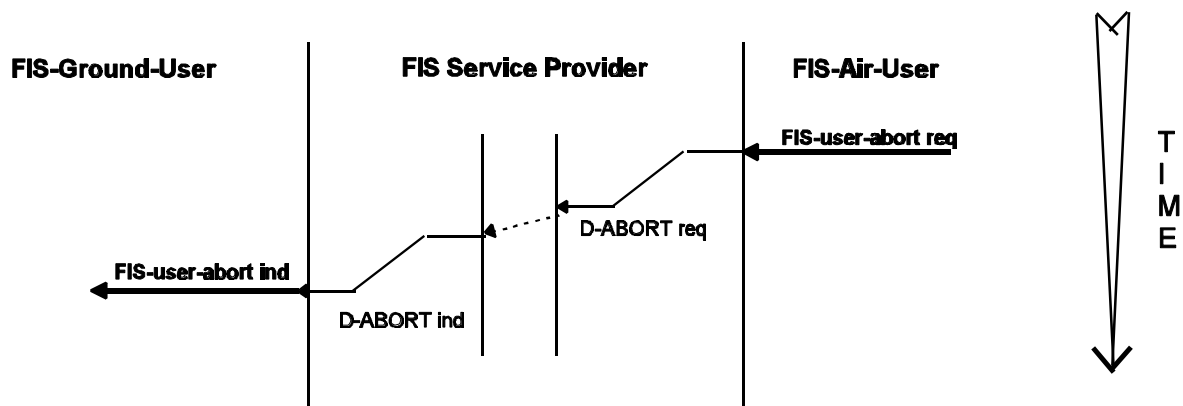 FIS-Ground-User
FIS Service Provider
FIS-Air-User
FIS-user-abort req
D-ABORT req
FIS-user-abort ind
D-ABORT ind
T
I
M
E